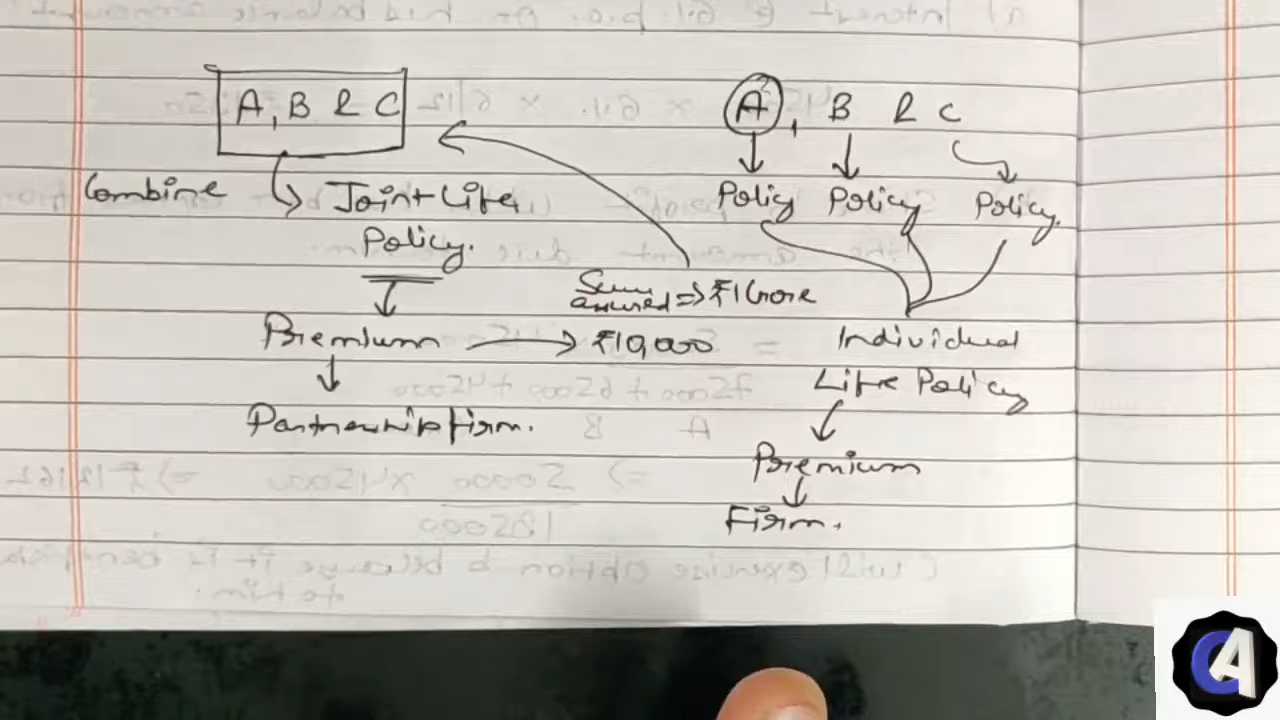 A, B & C
Combine
Joint Life
Policy.
Premium → ₹10,000
Partnership firm.
Sum
assured => ₹1 Crore
A, B & C
Policy Policy Policy.
Individual
Life Policy
Premium
Firm.
CA